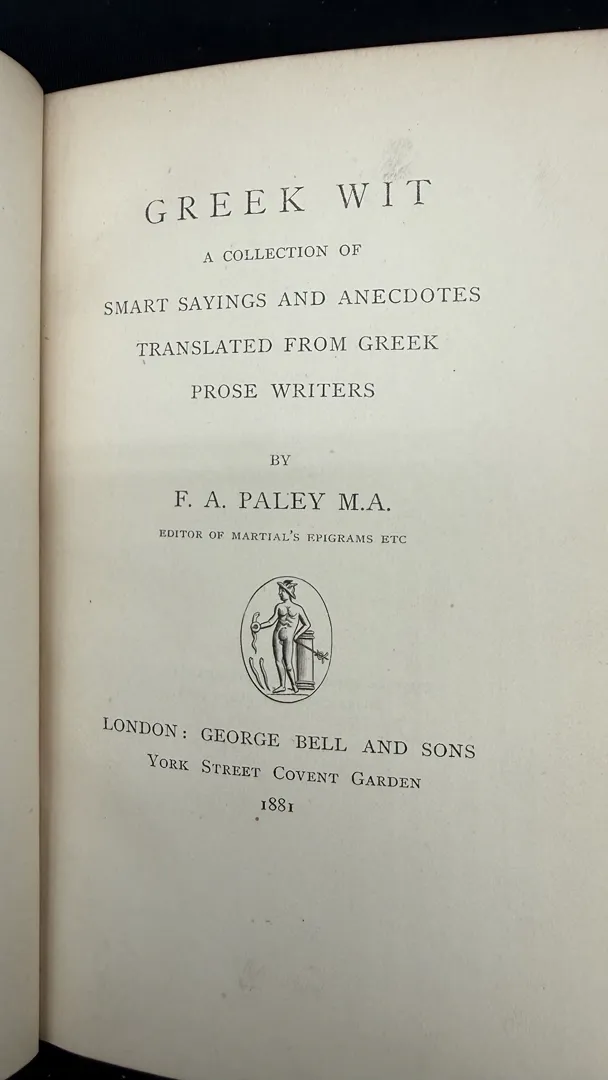 GREEK WIT
A COLLECTION OF
SMART SAYINGS AND ANECDOTES
TRANSLATED FROM GREEK
PROSE WRITERS
BY
F. A. PALEY M.A.
EDITOR OF MARTIAL'S EPIGRAMS ETC
LONDON: GEORGE BELL AND SONS
YORK STREET COVENT GARDEN
1881